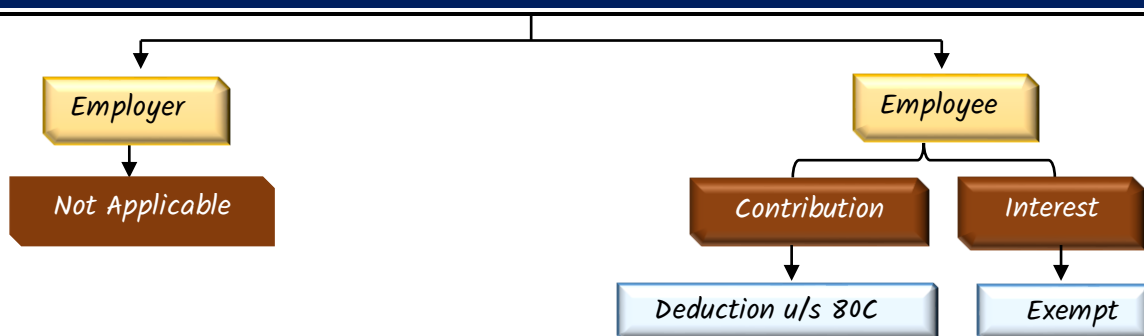 Employer
Employee
Not Applicable
Contribution
Interest
Deduction u/s 80C
Exempt